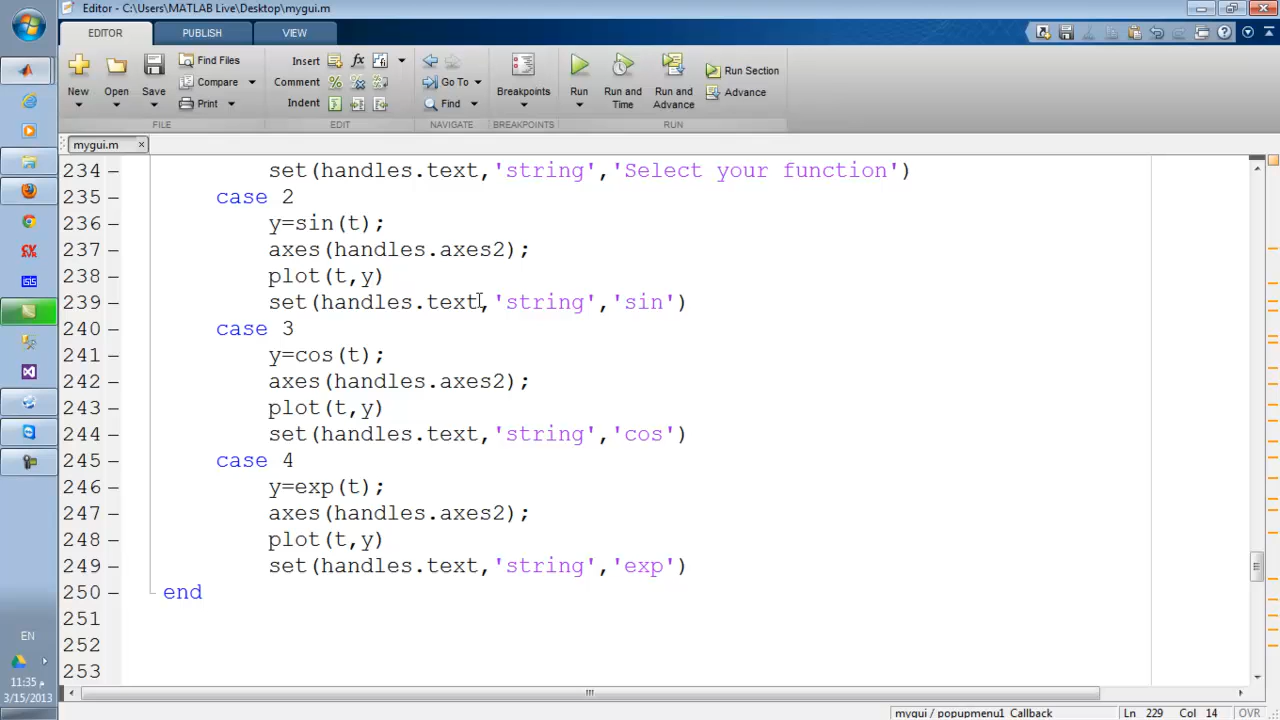 Editor - C:\Users\MATLAB Live\Desktop\mygui.m
EDITOR PUBLISH VIEW
New Open Save
Find Files
Compare
Print
FILE
Insert fx
Comment
Indent
EDIT
Go To
Find
NAVIGATE
Breakpoints
BREAKPOINTS
Run Run and Time Run and Advance
Run Section
Advance
RUN
mygui.m
234 – set(handles.text,'string','Select your function')
235 – case 2
236 – y=sin(t);
237 – axes(handles.axes2);
238 – plot(t,y)
239 – set(handles.text,'string','sin')
240 – case 3
241 – y=cos(t);
242 – axes(handles.axes2);
243 – plot(t,y)
244 – set(handles.text,'string','cos')
245 – case 4
246 – y=exp(t);
247 – axes(handles.axes2);
248 – plot(t,y)
249 – set(handles.text,'string','exp')
250 – end
251
252
253
EN
11:35 م
3/15/2013
mygui / popupmenu1_Callback Ln 229 Col 14 OVR